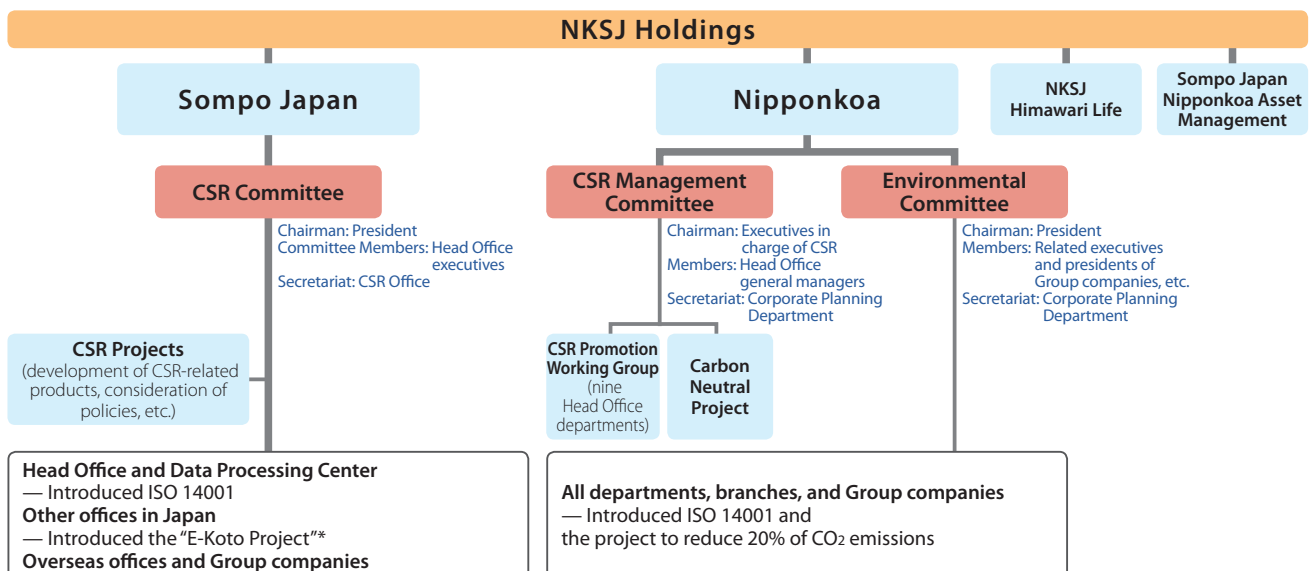 NKSJ Holdings
Sompo Japan
Nipponkoa
NKSJ
Himawari Life
Sompo Japan
Nipponkoa Asset
Management
CSR Committee
Chairman: President
Committee Members: Head Office
executives
Secretariat: CSR Office
CSR Management
Committee
Chairman: Executives in
charge of CSR
Members: Head Office
general managers
Secretariat: Corporate Planning
Department
Environmental
Committee
Chairman: President
Members: Related executives
and presidents of
Group companies, etc.
Secretariat: Corporate Planning
Department
CSR Projects
(development of CSR-related
products, consideration of
policies, etc.)
CSR Promotion
Working Group
(nine
Head Office
departments)
Carbon
Neutral
Project
Head Office and Data Processing Center
— Introduced ISO 14001
Other offices in Japan
— Introduced the “E-Koto Project”*
Overseas offices and Group companies
All departments, branches, and Group companies
— Introduced ISO 14001 and
the project to reduce 20% of CO2 emissions